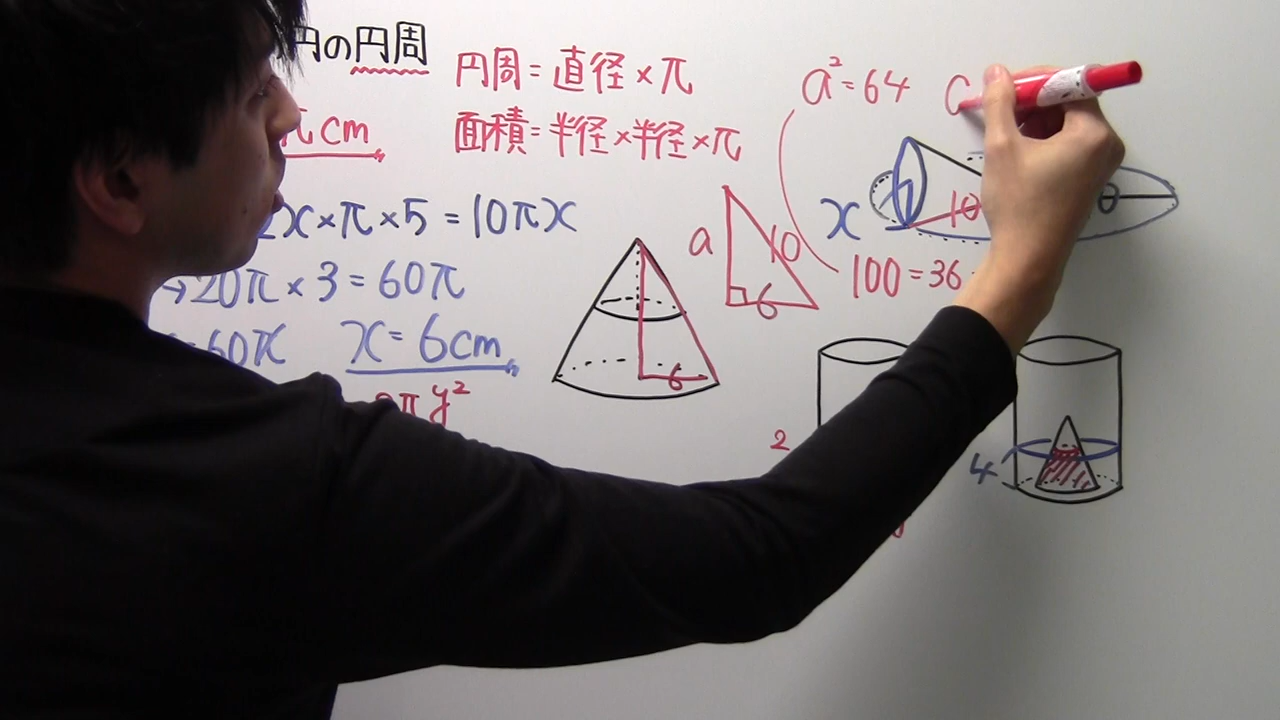 円の円周
円周=直径×π
πcm
面積=半径×半径×π
2x×π×5=10πx
→20π×3=60π
=60π x=6cm
πy²
a 10 6
6
a²=64 a
x 10 O
100=36
2
4